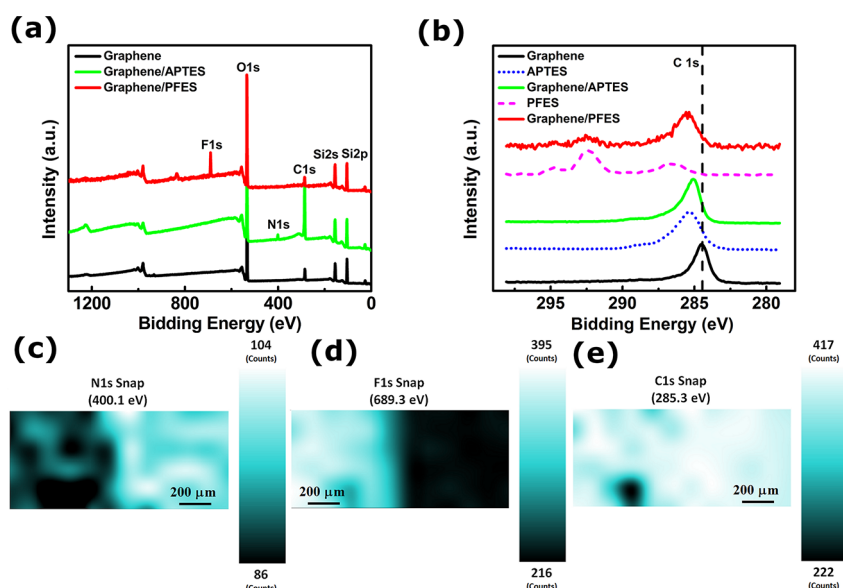 (a)
Graphene
Graphene/APTES
Graphene/PFES
O1s
F1s
N1s
C1s
Si2s
Si2p
Intensity (a.u.)
1200
800
400
0
Bidding Energy (eV)
(b)
Graphene
APTES
Graphene/APTES
PFES
Graphene/PFES
C 1s
Intensity (a.u.)
295
290
285
280
Bidding Energy (eV)
(c)
N1s Snap
(400.1 eV)
200 μm
104
(Counts)
86
(Counts)
(d)
F1s Snap
(689.3 eV)
200 μm
395
(Counts)
216
(Counts)
(e)
C1s Snap
(285.3 eV)
200 μm
417
(Counts)
222
(Counts)